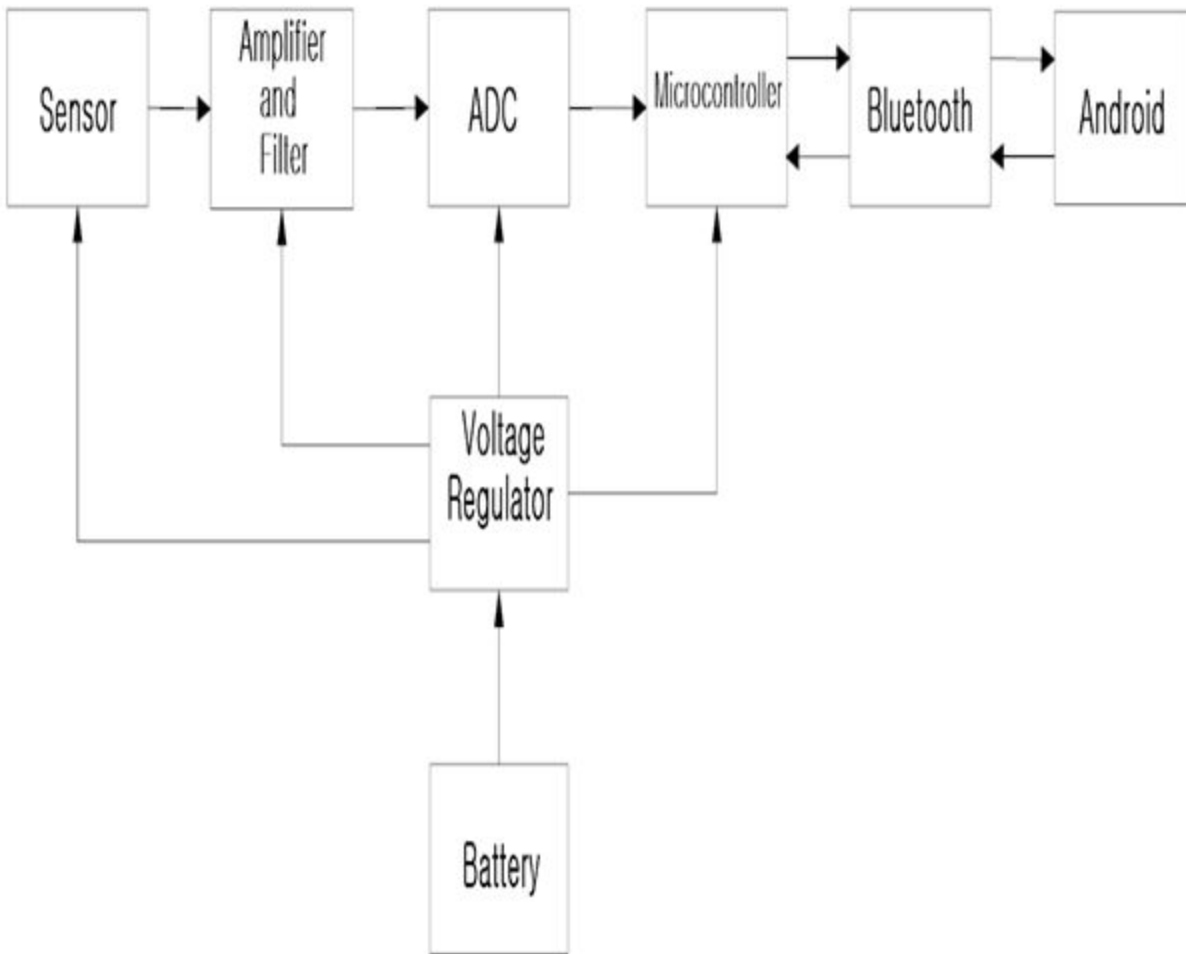 Sensor
Amplifier
and
Filter
ADC
Microcontroller
Bluetooth
Android
Voltage
Regulator
Battery